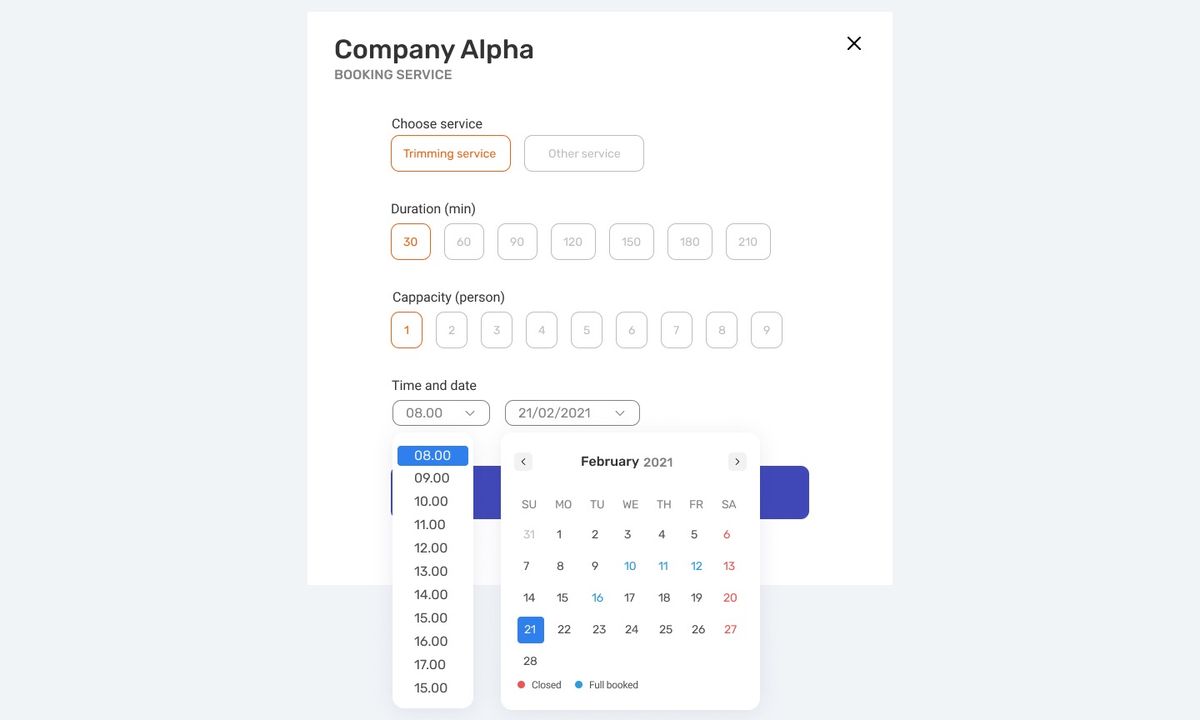 Company Alpha
BOOKING SERVICE
Choose service
Trimming service Other service
Duration (min)
30 60 90 120 150 180 210
Cappacity (person)
1 2 3 4 5 6 7 8 9
Time and date
08.00 21/02/2021
08.00
09.00
10.00
11.00
12.00
13.00
14.00
15.00
16.00
17.00
15.00
February 2021
SU MO TU WE TH FR SA
31 1 2 3 4 5 6
7 8 9 10 11 12 13
14 15 16 17 18 19 20
21 22 23 24 25 26 27
28
Closed Full booked